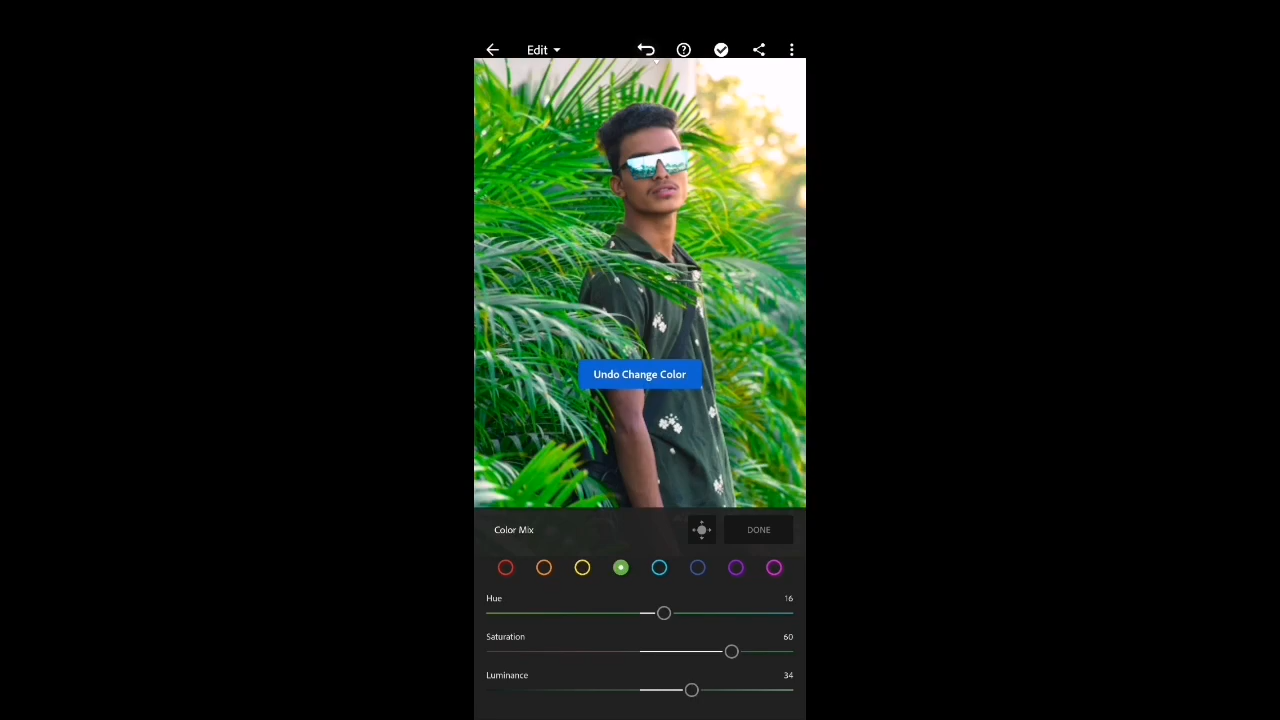 Edit
Undo Change Color
Color Mix
DONE
Hue 16
Saturation 60
Luminance 34